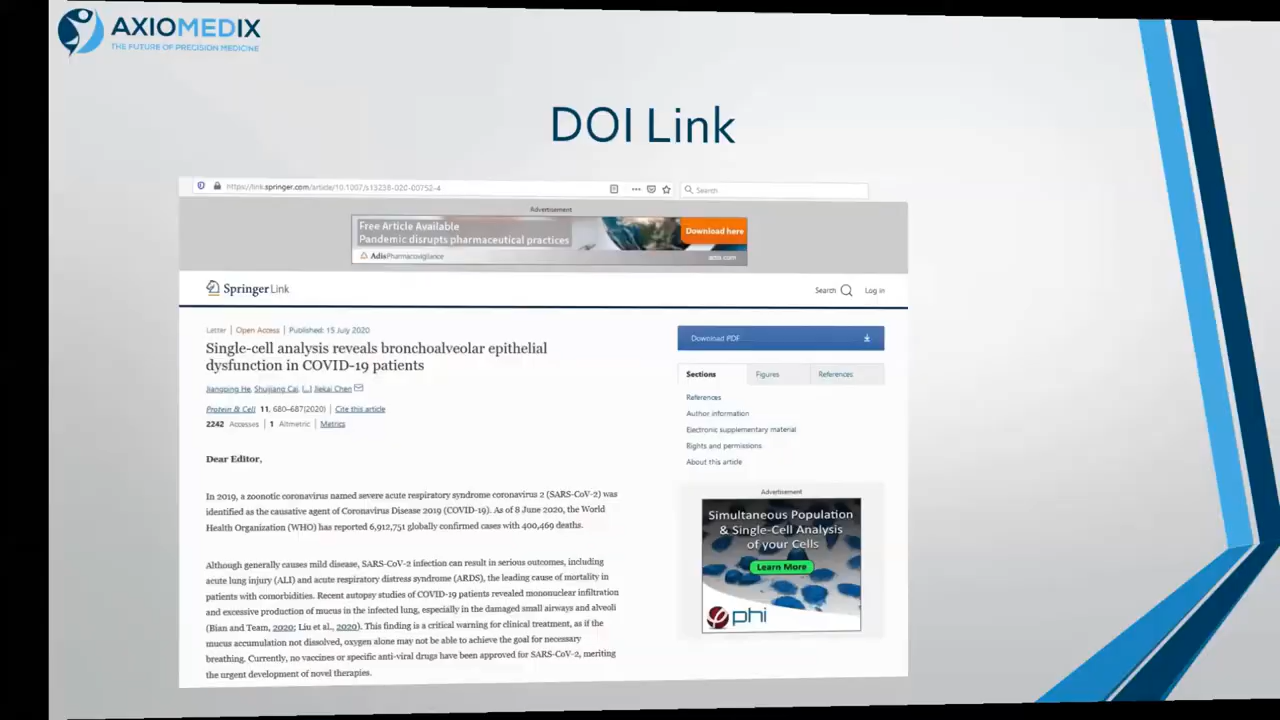 AXIOMEDIX
THE FUTURE OF PRECISION MEDICINE
DOI Link
https://link.springer.com/article/10.1007/s13238-020-00752-4
Search
Advertisement
Free Article Available
Pandemic disrupts pharmaceutical practices
Download here
AdisPharmacovigilance
adis.com
Springer Link
Search
Log in
Letter | Open Access | Published: 15 July 2020
Single-cell analysis reveals bronchoalveolar epithelial
dysfunction in COVID-19 patients
Jiangping He, Shuijiang Cai, […] Jiekai Chen
Protein & Cell 11, 680–687(2020) | Cite this article
2242 Accesses | 1 Altmetric | Metrics
Dear Editor,
In 2019, a zoonotic coronavirus named severe acute respiratory syndrome coronavirus 2 (SARS-CoV-2) was
identified as the causative agent of Coronavirus Disease 2019 (COVID-19). As of 8 June 2020, the World
Health Organization (WHO) has reported 6,912,751 globally confirmed cases with 400,469 deaths.
Although generally causes mild disease, SARS-CoV-2 infection can result in serious outcomes, including
acute lung injury (ALI) and acute respiratory distress syndrome (ARDS), the leading cause of mortality in
patients with comorbidities. Recent autopsy studies of COVID-19 patients revealed mononuclear infiltration
and excessive production of mucus in the infected lung, especially in the damaged small airways and alveoli
(Bian and Team, 2020; Liu et al., 2020). This finding is a critical warning for clinical treatment, as if the
mucus accumulation not dissolved, oxygen alone may not be able to achieve the goal for necessary
breathing. Currently, no vaccines or specific anti-viral drugs have been approved for SARS-CoV-2, meriting
the urgent development of novel therapies.
Download PDF
Sections
Figures
References
References
Author information
Electronic supplementary material
Rights and permissions
About this article
Advertisement
Simultaneous Population
& Single-Cell Analysis
of your Cells
Learn More
phi